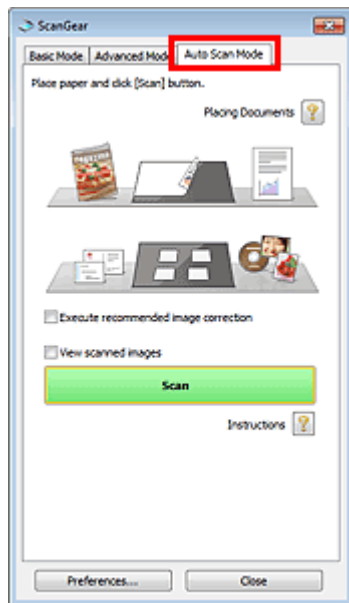 ScanGear
Basic Mode Advanced Mode Auto Scan Mode
Place paper and click [Scan] button.
Placing Documents
magazine
Execute recommended image correction
View scanned images
Scan
Instructions
Preferences... Close